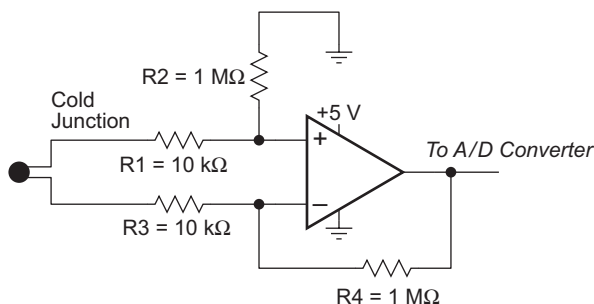 R2 = 1 MΩ
Cold
Junction
+5 V
+
To A/D Converter
R1 = 10 kΩ
−
R3 = 10 kΩ
R4 = 1 MΩ